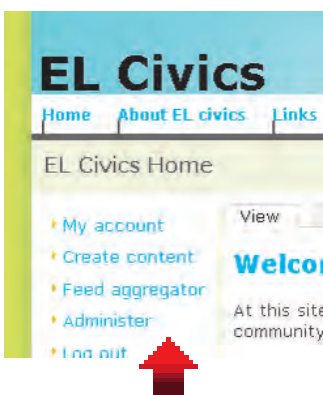 EL Civics
Home About EL civics Links
EL Civics Home
My account
Create content
Feed aggregator
Administer
Log out
View
At this site
community